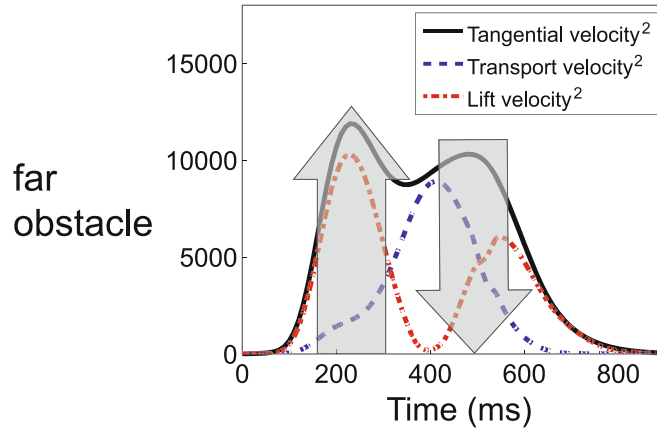 Tangential velocity2
Transport velocity2
Lift velocity2
15000
10000
5000
0
far
obstacle
0 200 400 600 800
Time (ms)